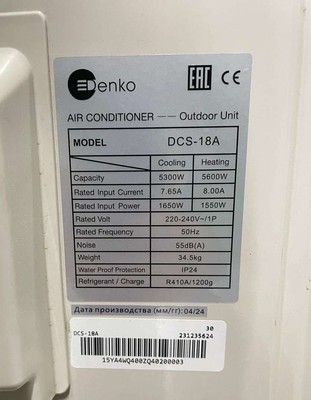 Denko
EAC CE
AIR CONDITIONER —— Outdoor Unit
MODEL DCS-18A
Cooling Heating
Capacity 5300W 5600W
Rated Input Current 7.65A 8.00A
Rated Input Power 1650W 1550W
Rated Volt 220-240V~/1P
Rated Frequency 50Hz
Noise 55dB(A)
Weight 34.5kg
Water Proof Protection IP24
Refrigerant / Charge R410A/1200g
Дата производства (мм/гг): 04/24
DCS-18A 30
231235624
15YA4WQ400ZQ40200003